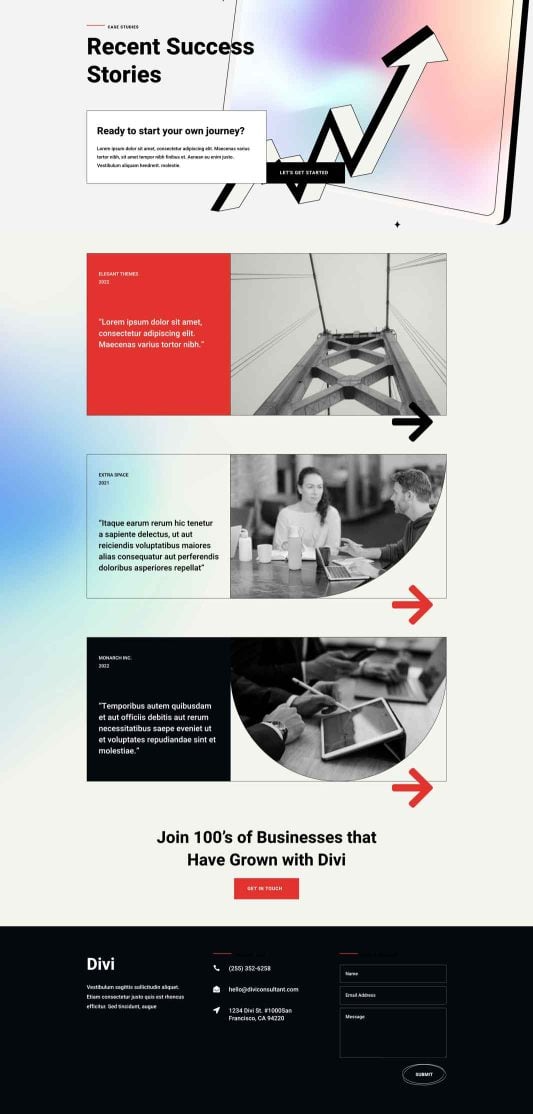 CASE STUDIES
Recent Success
Stories
Ready to start your own journey?
Lorem ipsum dolor sit amet, consectetur adipiscing elit. Maecenas varius
tortor nibh, sit amet tempor nibh finibus et. Aenean eu enim justo.
Vestibulum aliquam hendrerit. molestie.
LET'S GET STARTED
ELEGANT THEMES
2022
"Lorem ipsum dolor sit amet,
consectetur adipiscing elit.
Maecenas varius tortor nibh."
EXTRA SPACE
2021
"Itaque earum rerum hic tenetur
a sapiente delectus, ut aut
reiciendis voluptatibus maiores
alias consequatur aut perferendis
doloribus asperiores repellat"
MONARCH INC.
2022
"Temporibus autem quibusdam
et aut officiis debitis aut rerum
necessitatibus saepe eveniet ut
et voluptates repudiandae sint et
molestiae."
Join 100's of Businesses that
Have Grown with Divi
GET IN TOUCH
Divi
Vestibulum sagittis sollicitudin aliquet.
Etiam consectetur justo quis est rhoncus
efficitur. Sed tincidunt, augue
(255) 352-6258
hello@diviconsultant.com
1234 Divi St. #1000San
Francisco, CA 94220
Name
Email Address
Message
SUBMIT